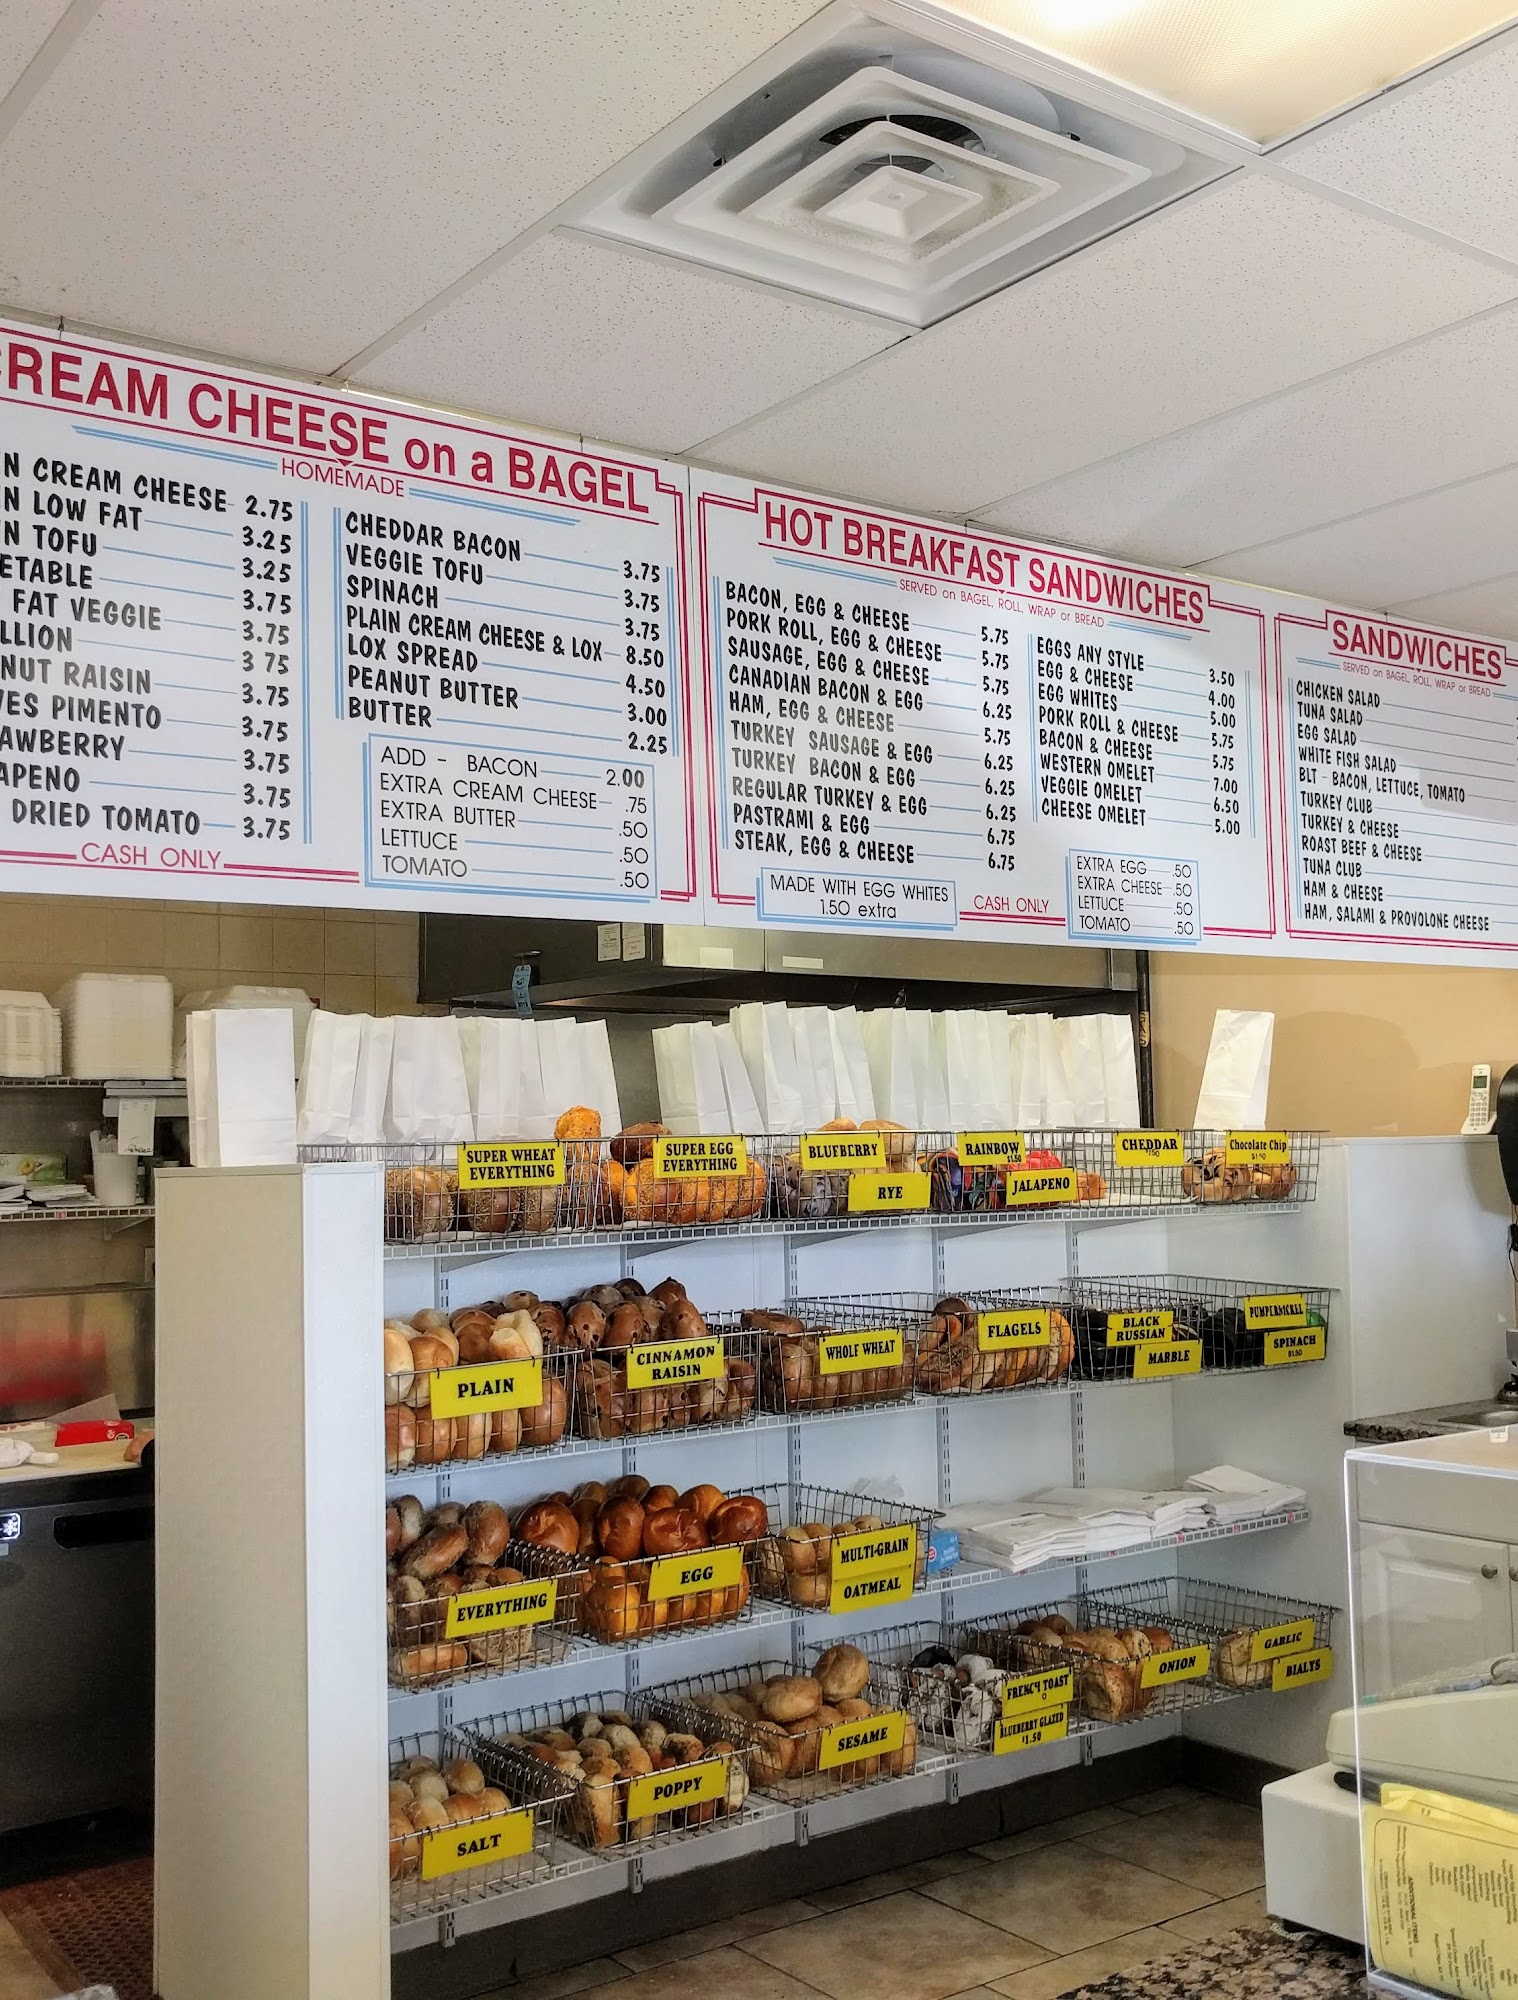 CREAM CHEESE on a BAGEL
HOMEMADE
CREAM CHEESE 2.75
LOW FAT 3.25
TOFU 3.25
3.75
FAT VEGGIE 3.75
3 75
RAISIN 3.75
PIMENTO 3.75
3.75
3.75
DRIED TOMATO 3.75
CASH ONLY
CHEDDAR BACON 3.75
VEGGIE TOFU 3.75
SPINACH 3.75
PLAIN CREAM CHEESE & LOX 8.50
LOX SPREAD 4.50
PEANUT BUTTER 3.00
BUTTER 2.25
ADD - BACON 2.00
EXTRA CREAM CHEESE .75
EXTRA BUTTER .50
LETTUCE .50
TOMATO .50
HOT BREAKFAST SANDWICHES
SERVED on BAGEL, ROLL, WRAP or BREAD
BACON, EGG & CHEESE 5.75
PORK ROLL, EGG & CHEESE 5.75
SAUSAGE, EGG & CHEESE 5.75
CANADIAN BACON & EGG 6.25
HAM, EGG & CHEESE 5.75
TURKEY SAUSAGE & EGG 6.25
TURKEY BACON & EGG 6.25
REGULAR TURKEY & EGG 6.25
PASTRAMI & EGG 6.75
STEAK, EGG & CHEESE 6.75
MADE WITH EGG WHITES
1.50 extra
CASH ONLY
EGGS ANY STYLE 3.50
EGG & CHEESE 4.00
EGG WHITES 5.00
PORK ROLL & CHEESE 5.75
BACON & CHEESE 5.75
WESTERN OMELET 7.00
VEGGIE OMELET 6.50
CHEESE OMELET 5.00
EXTRA EGG .50
EXTRA CHEESE .50
LETTUCE .50
TOMATO .50
SANDWICHES
SERVED on BAGEL, ROLL, WRAP or BREAD
CHICKEN SALAD
TUNA SALAD
EGG SALAD
WHITE FISH SALAD
BLT - BACON, LETTUCE, TOMATO
TURKEY CLUB
TURKEY & CHEESE
ROAST BEEF & CHEESE
TUNA CLUB
HAM & CHEESE
HAM, SALAMI & PROVOLONE CHEESE
SUPER WHEAT
EVERYTHING
SUPER EGG
EVERYTHING
BLUEBERRY
RYE
RAINBOW
$1.50
JALAPENO
CHEDDAR
Chocolate Chip
$1.50
PLAIN
CINNAMON
RAISIN
WHOLE WHEAT
FLAGELS
BLACK
RUSSIAN
MARBLE
PUMPERNICKEL
SPINACH
$1.50
EVERYTHING
EGG
MULTI-GRAIN
OATMEAL
SALT
POPPY
SESAME
FRENCH TOAST
BLUEBERRY GLAZED
$1.50
ONION
GARLIC
BIALYS